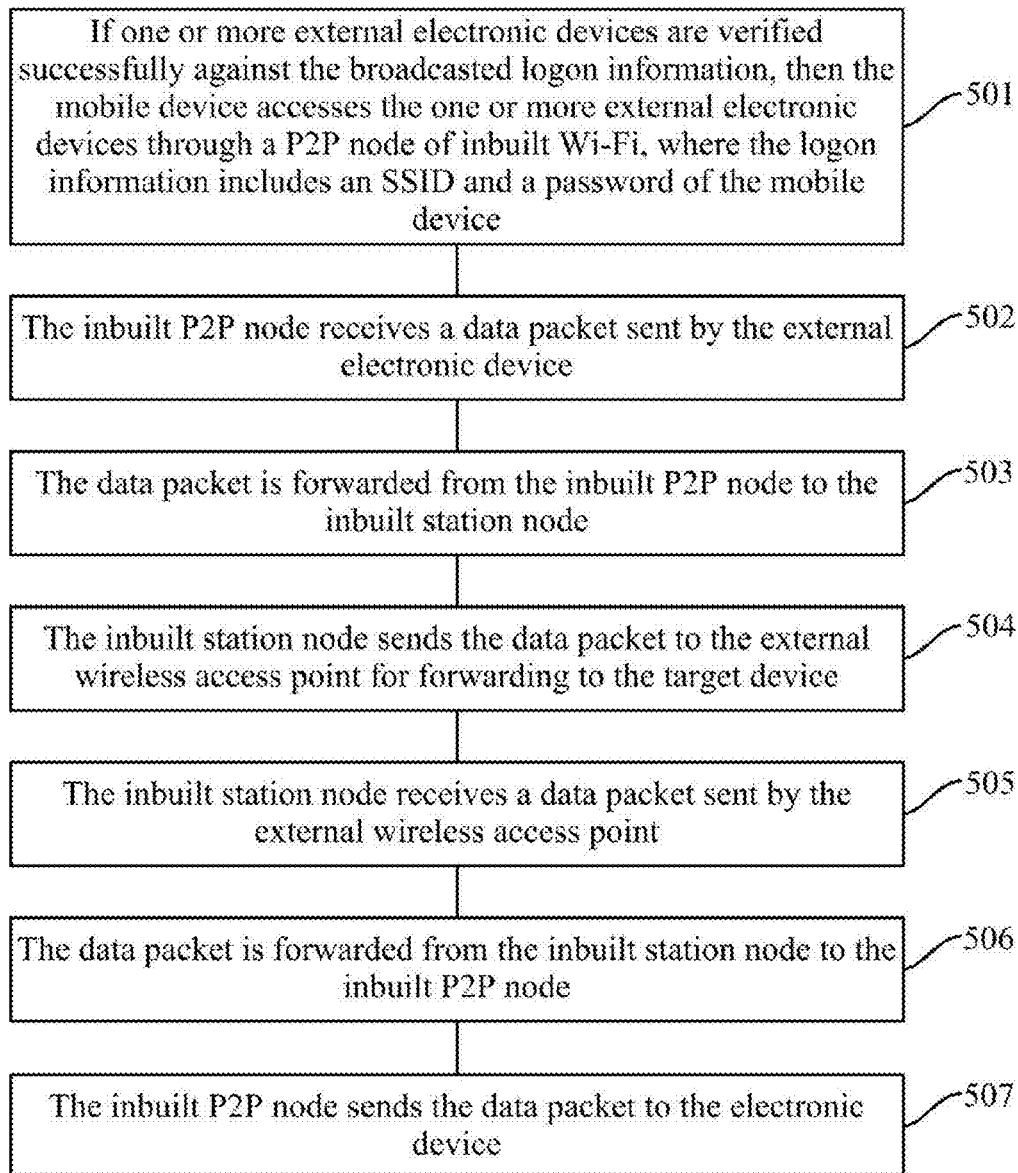 If one or more external electronic devices are verified
successfully against the broadcasted logon information, then the
mobile device accesses the one or more external electronic
devices through a P2P node of inbuilt Wi-Fi, where the logon
information includes an SSID and a password of the mobile
device
501
The inbuilt P2P node receives a data packet sent by the external
electronic device
502
The data packet is forwarded from the inbuilt P2P node to the
inbuilt station node
503
The inbuilt station node sends the data packet to the external
wireless access point for forwarding to the target device
504
The inbuilt station node receives a data packet sent by the
external wireless access point
505
The data packet is forwarded from the inbuilt station node to the
inbuilt P2P node
506
The inbuilt P2P node sends the data packet to the electronic
device
507